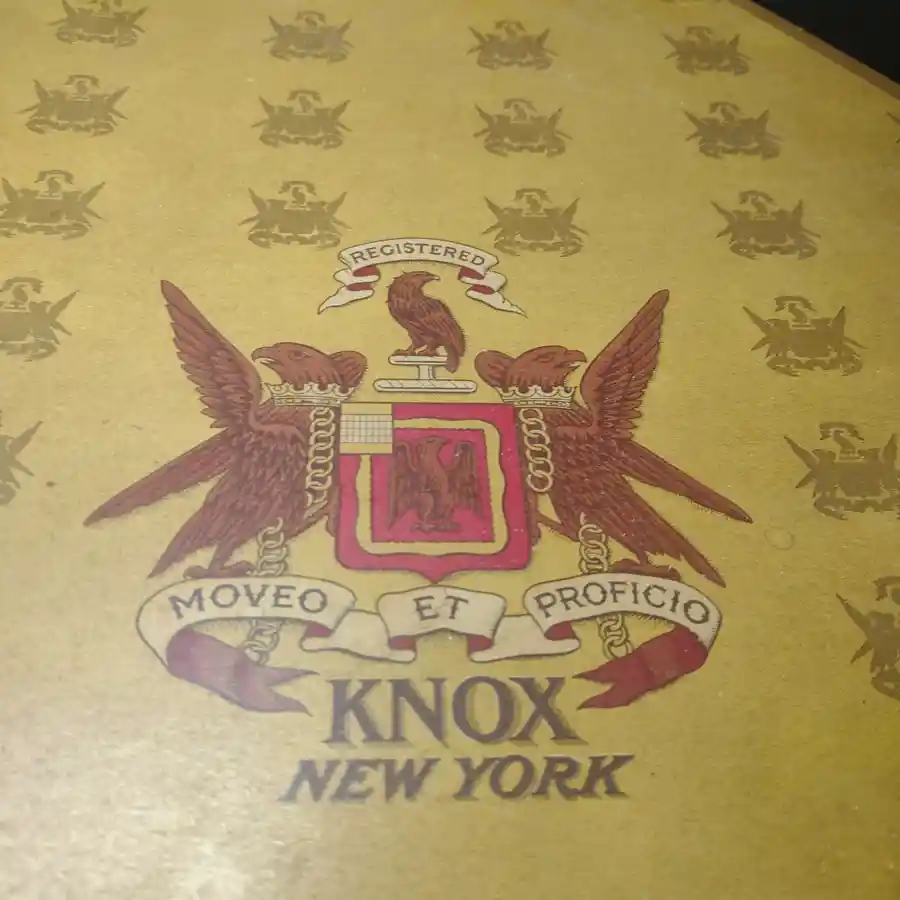 REGISTERED
MOVEO ET PROFICIO
KNOX
NEW YORK